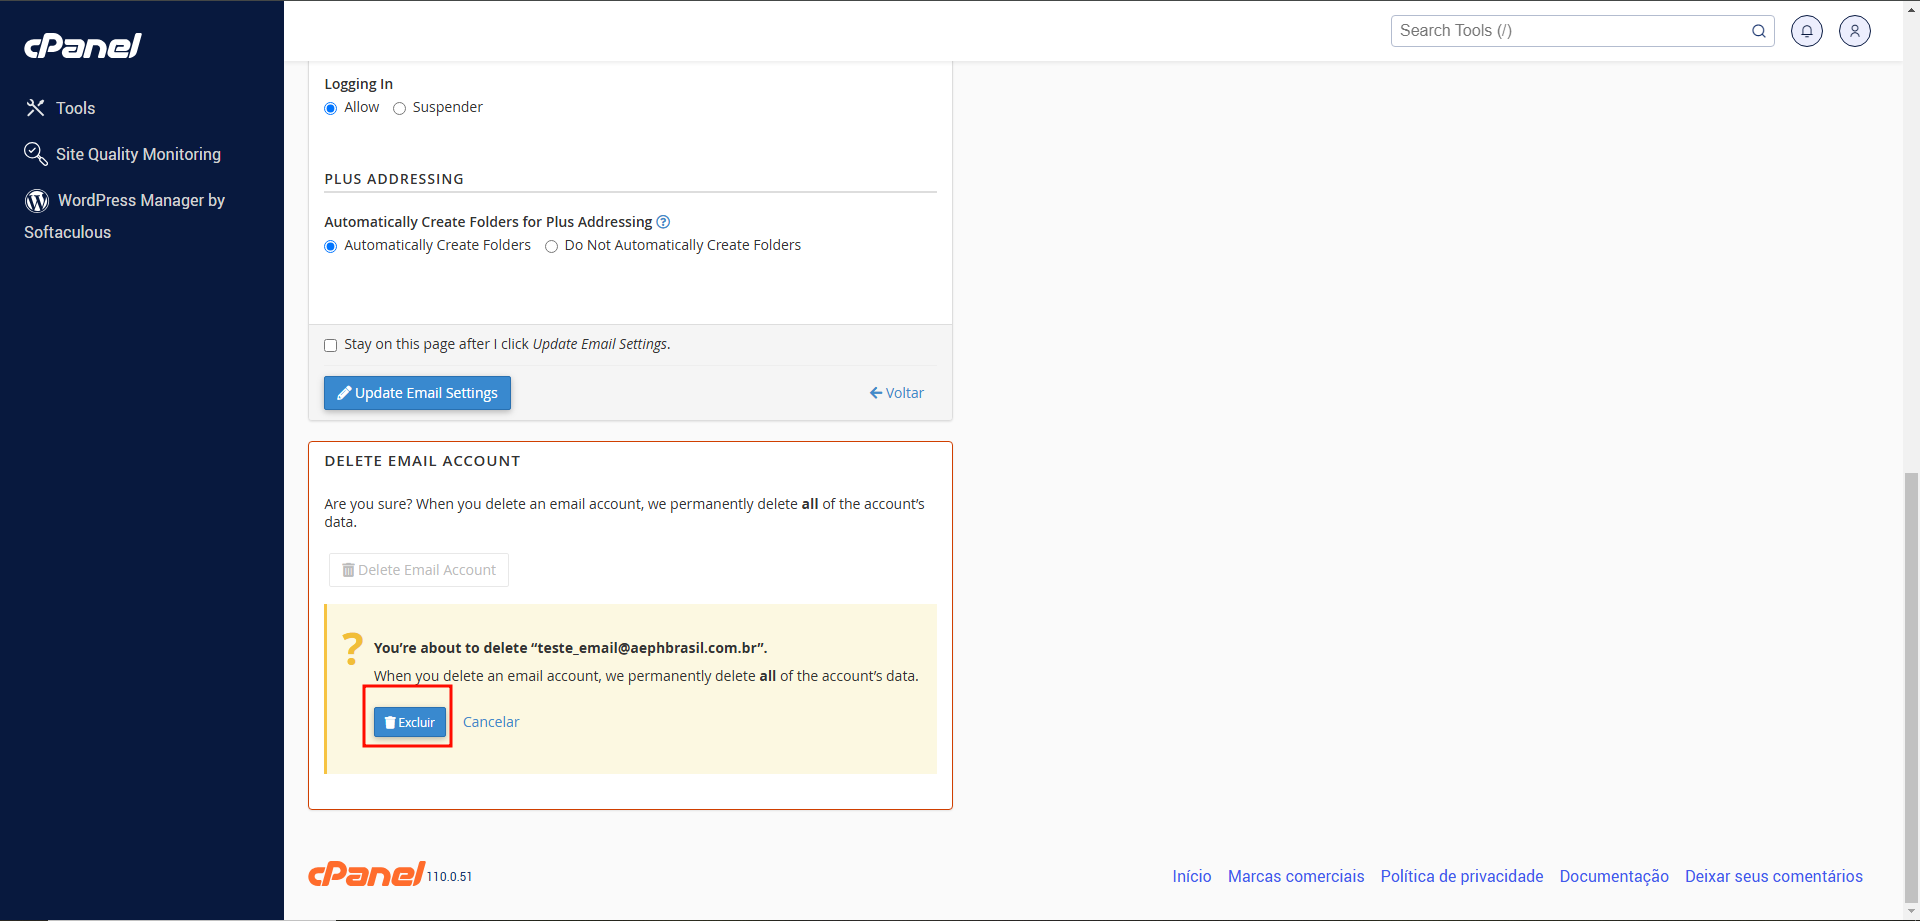 cPanel
Search Tools (/)
Tools
Site Quality Monitoring
WordPress Manager by
Softaculous
Logging In
Allow Suspender
PLUS ADDRESSING
Automatically Create Folders for Plus Addressing ?
Automatically Create Folders Do Not Automatically Create Folders
Stay on this page after I click Update Email Settings.
Update Email Settings Voltar
DELETE EMAIL ACCOUNT
Are you sure? When you delete an email account, we permanently delete all of the account’s
data.
Delete Email Account
? You’re about to delete “teste_email@aephbrasil.com.br”.
When you delete an email account, we permanently delete all of the account’s data.
Excluir Cancelar
cPanel 110.0.51
Início Marcas comerciais Política de privacidade Documentação Deixar seus comentários